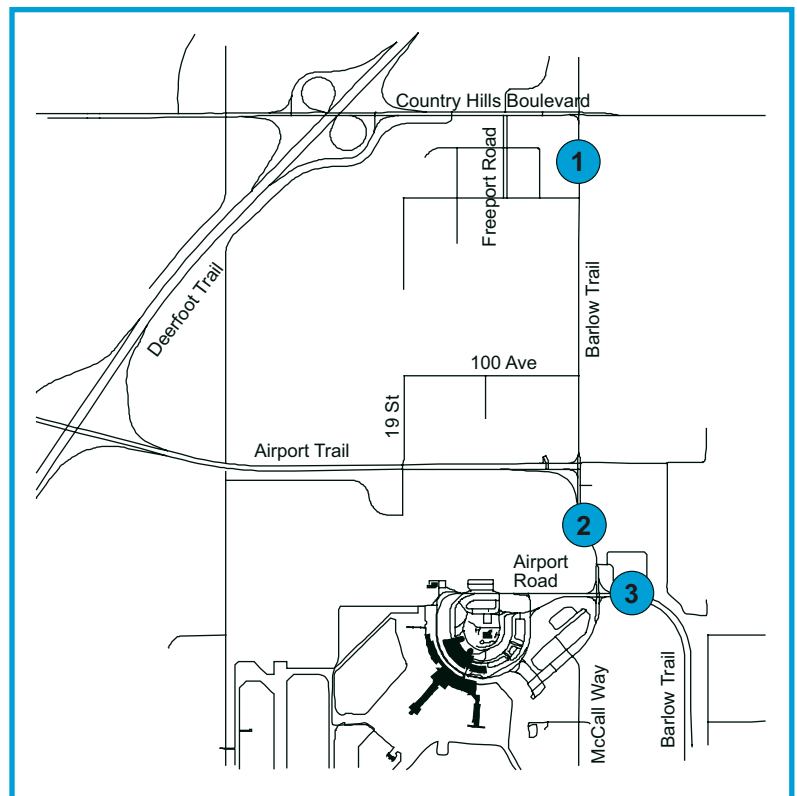 Country Hills Boulevard
1
Freeport Road
Deerfoot Trail
Barlow Trail
100 Ave
19 St
Airport Trail
2
Airport
Road
3
McCall Way
Barlow Trail